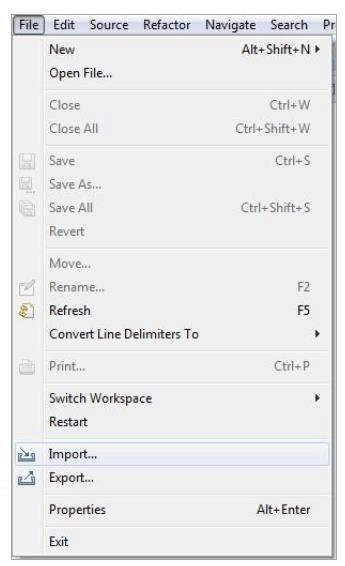 File Edit Source Refactor Navigate Search Pr
New Alt+Shift+N
Open File...
Close Ctrl+W
Close All Ctrl+Shift+W
Save Ctrl+S
Save As...
Save All Ctrl+Shift+S
Revert
Move...
Rename... F2
Refresh F5
Convert Line Delimiters To
Print... Ctrl+P
Switch Workspace
Restart
Import...
Export...
Properties Alt+Enter
Exit